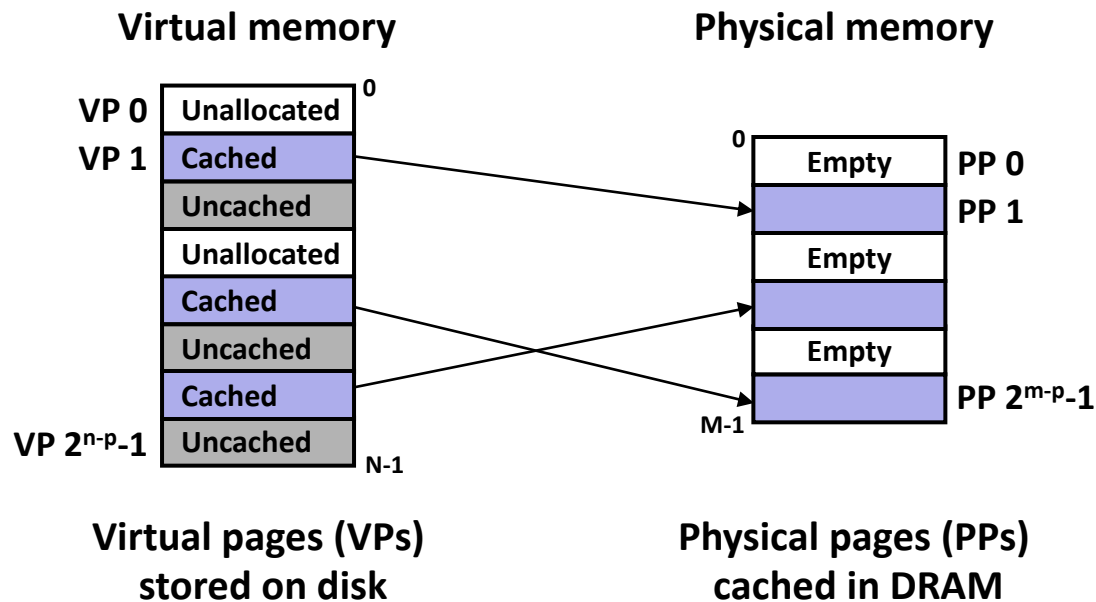 Virtual memory
Physical memory
0
VP 0
Unallocated
VP 1
Cached
Uncached
Unallocated
Cached
Uncached
Cached
VP 2^{n-p}-1
Uncached
N-1
0
Empty
PP 0
PP 1
Empty
Empty
PP 2^{m-p}-1
M-1
Virtual pages (VPs)
stored on disk
Physical pages (PPs)
cached in DRAM